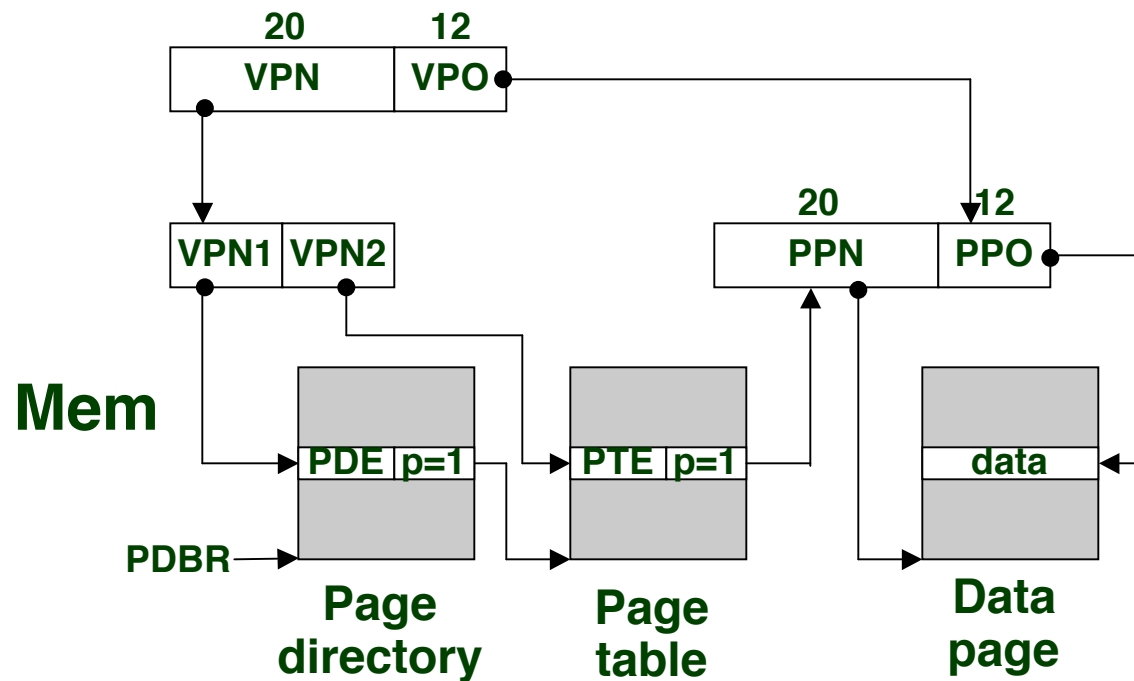 20 12
VPN VPO
20 12
VPN1 VPN2 PPN PPO
Mem
PDE p=1 PTE p=1 data
PDBR
Page directory
Page table
Data page